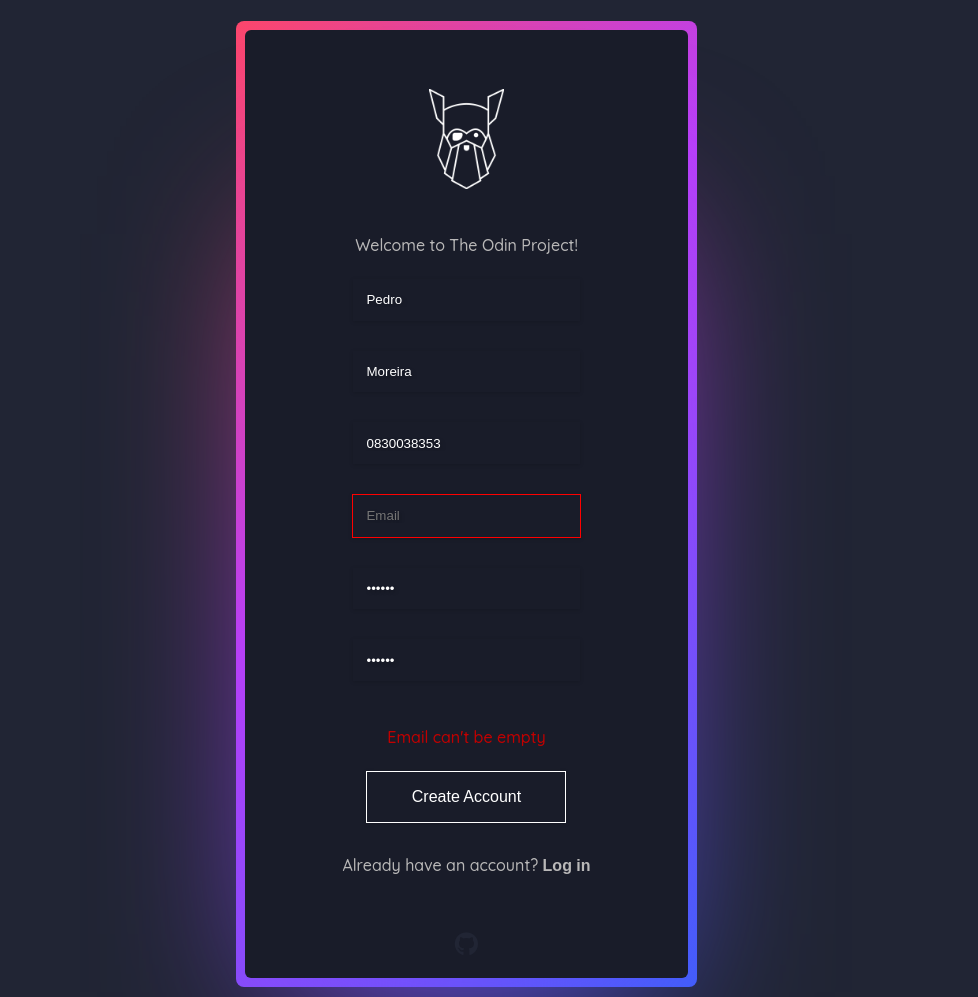 Welcome to The Odin Project!
Pedro
Moreira
0830038353
Email
••••••
••••••
Email can't be empty
Create Account
Already have an account? Log in